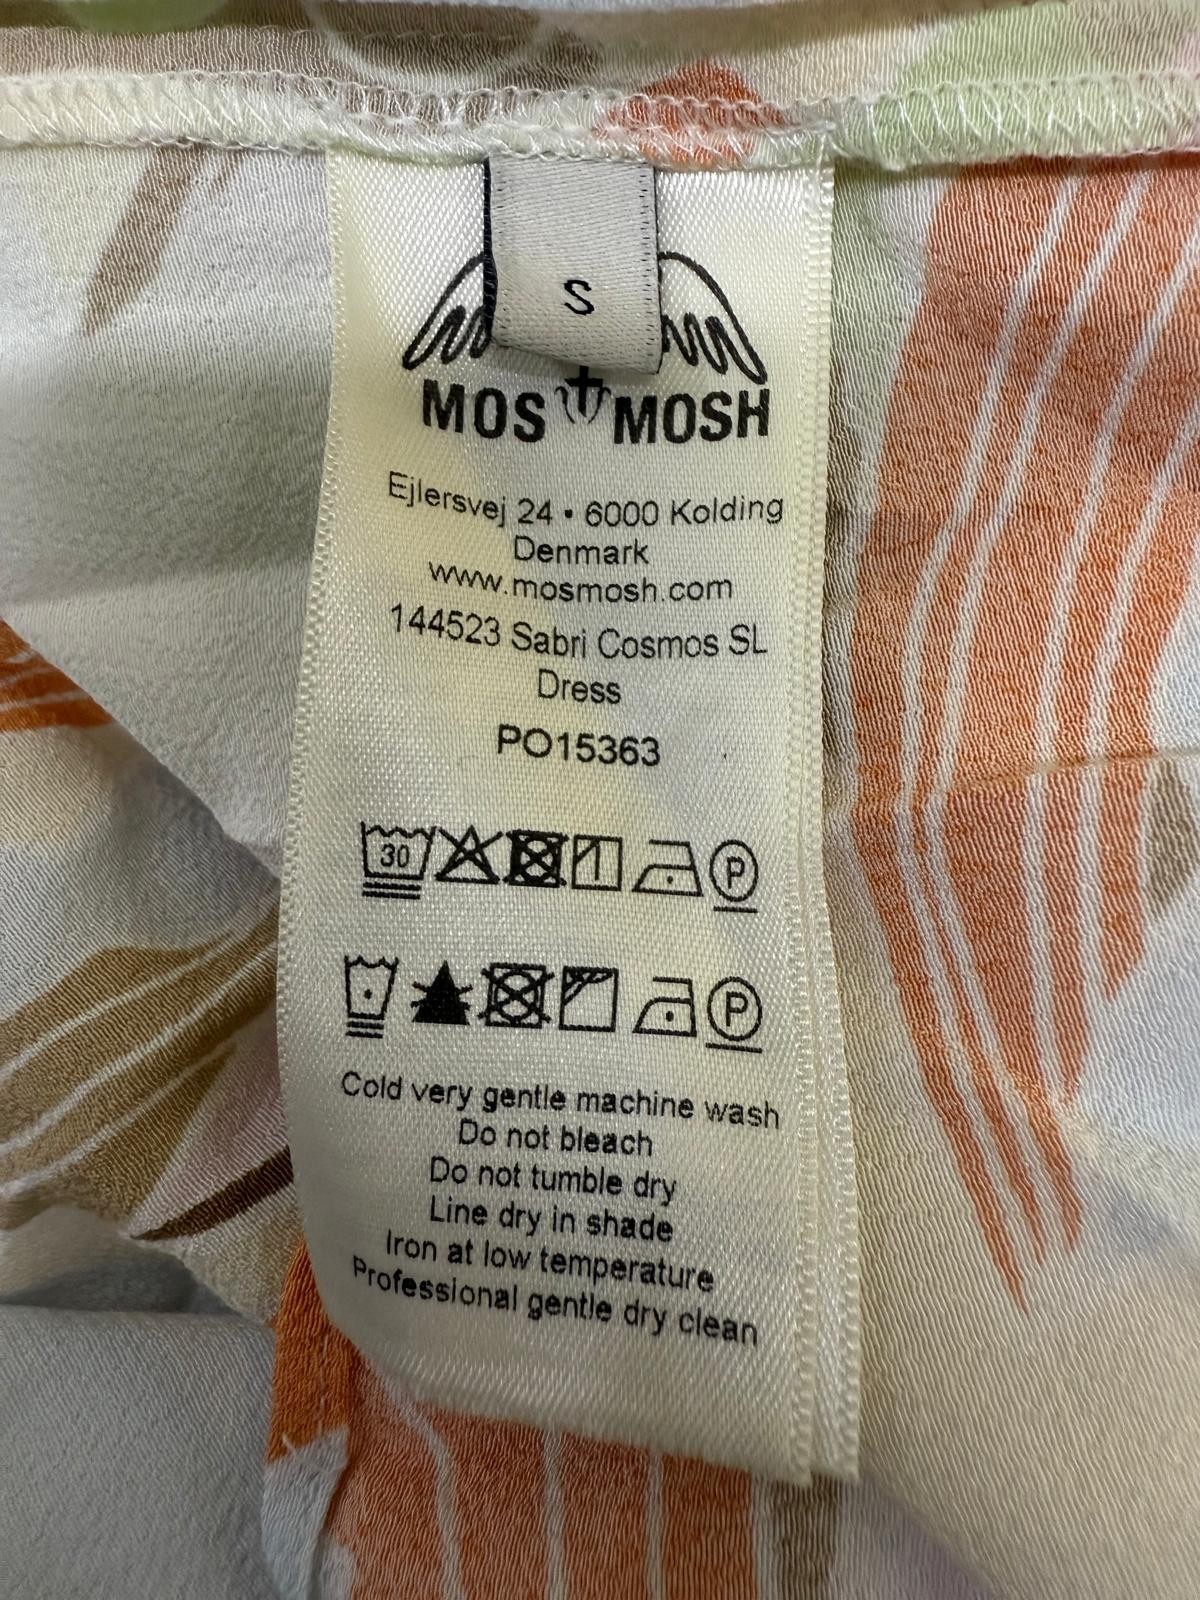 S
MOS MOSH
Ejlersvej 24 • 6000 Kolding
Denmark
www.mosmosh.com
144523 Sabri Cosmos SL
Dress
PO15363
30 P
P
Cold very gentle machine wash
Do not bleach
Do not tumble dry
Line dry in shade
Iron at low temperature
Professional gentle dry clean